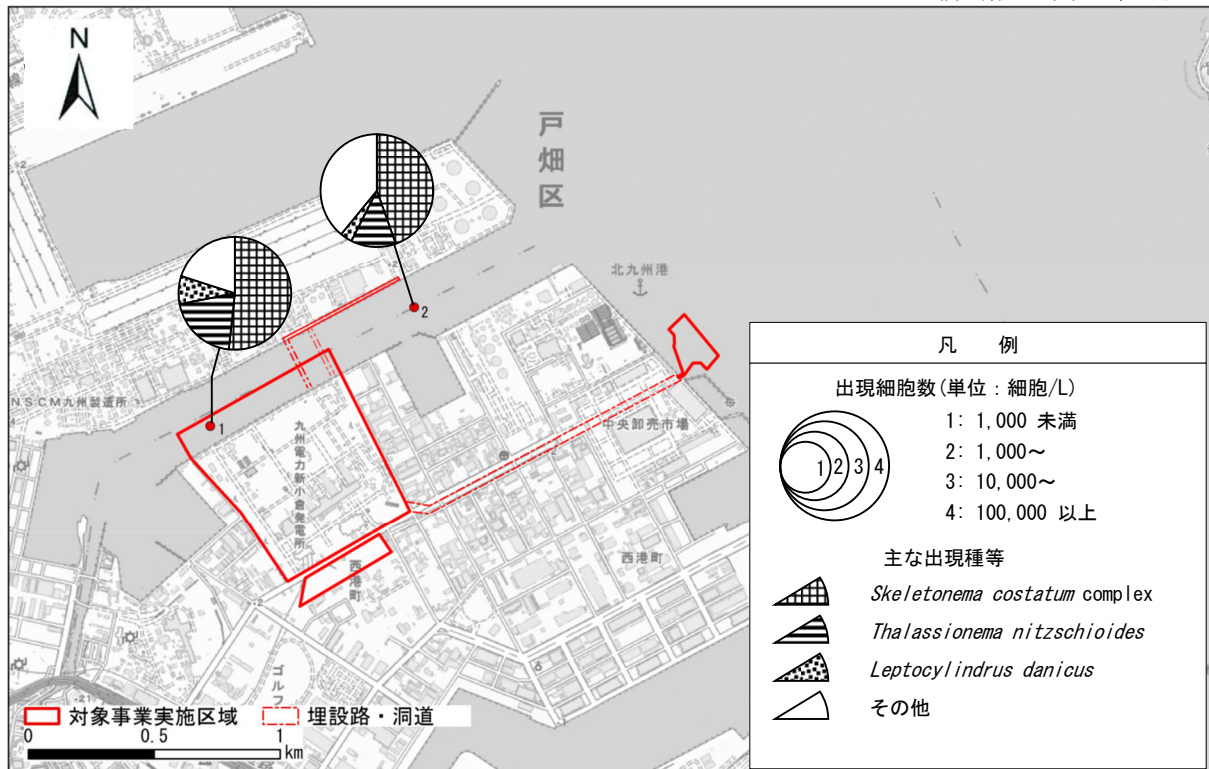 N
戸畑区
北九州港
2
1
NSCM九州製造所
九州電力新小倉発電所
中央卸売市場
西港町
西港町
ゴルフ
対象事業実施区域 埋設路・洞道
0 0.5 1
km
凡 例
出現細胞数(単位:細胞/L)
1 2 3 4
1: 1,000 未満
2: 1,000~
3: 10,000~
4: 100,000 以上
主な出現種等
Skeletonema costatum complex
Thalassionema nitzschioides
Leptocylindrus danicus
その他